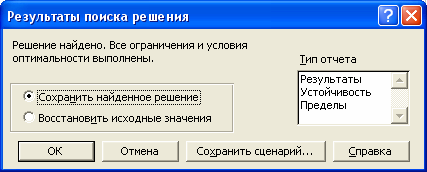 Результаты поиска решения
Решение найдено. Все ограничения и условия
оптимальности выполнены.
Тип отчета
Результаты
Устойчивость
Пределы
Сохранить найденное решение
Восстановить исходные значения
ОК
Отмена
Сохранить сценарий...
Справка